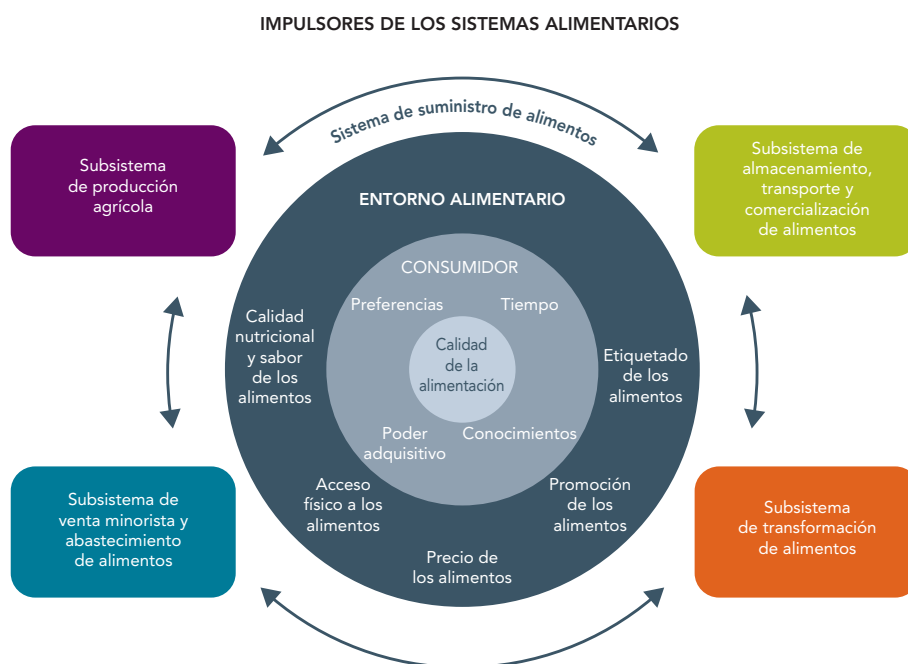 IMPULSORES DE LOS SISTEMAS ALIMENTARIOS
Sistema de suministro de alimentos
Subsistema
de producción
agrícola
Subsistema de
almacenamiento,
transporte y
comercialización
de alimentos
ENTORNO ALIMENTARIO
CONSUMIDOR
Preferencias
Tiempo
Calidad
nutricional
y sabor
de los
alimentos
Calidad
de la
alimentación
Etiquetado
de los
alimentos
Poder
adquisitivo
Conocimientos
Acceso
físico a los
alimentos
Promoción
de los
alimentos
Precio de
los alimentos
Subsistema de
venta minorista y
abastecimiento
de alimentos
Subsistema
de transformación
de alimentos